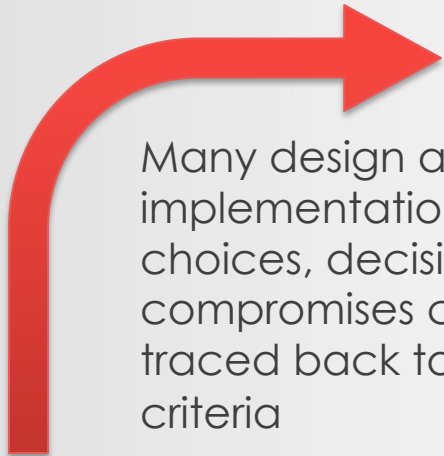 Many design a
implementatio
choices, decisi
compromises c
traced back to
criteria